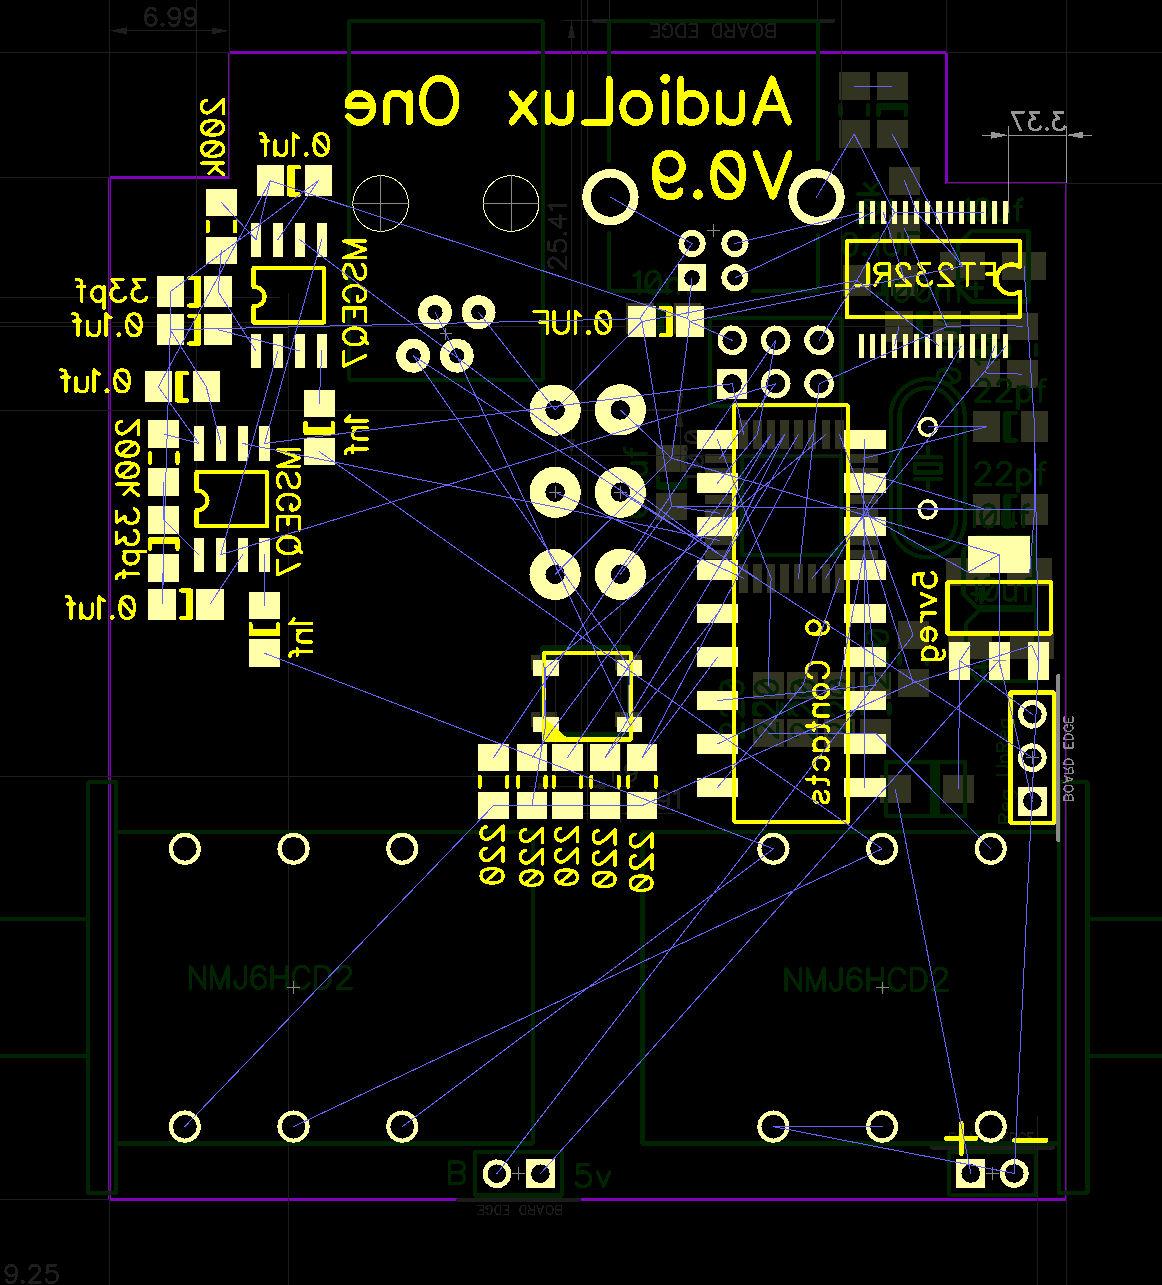 6.99
BOARD EDGE
AudioLux One
V0.9
3.37
200k
0.1uf
25.41
MSGEQ7
FT232RL
33pf
0.1uf
0.1UF
0.1uf
22pf
1nf
200k
MSGEQ7
22pf
33pf
5vreg
0.1uf
1nf
9 Contacts
BOARD EDGE
220
220
220
220
220
NMJ6HCD2
NMJ6HCD2
+
−
B
5v
BOARD EDGE
9.25